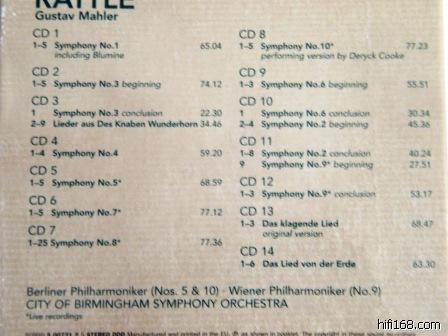 RATTLE
Gustav Mahler
CD 1
1–5 Symphony No.1 65.04
including Blumine
CD 2
1–5 Symphony No.3 beginning 74.12
CD 3
1 Symphony No.3 conclusion 22.30
2–9 Lieder aus Des Knaben Wunderhorn 34.46
CD 4
1–4 Symphony No.4 59.20
CD 5
1–5 Symphony No.5* 68.59
CD 6
1–5 Symphony No.7* 77.12
CD 7
1–25 Symphony No.8* 77.36
CD 8
1–5 Symphony No.10* 77.23
performing version by Deryck Cooke
CD 9
1–3 Symphony No.6 beginning 55.51
CD 10
1 Symphony No.6 conclusion 30.34
2–4 Symphony No.2 beginning 45.36
CD 11
1–8 Symphony No.2 conclusion 40.24
9 Symphony No.9* beginning 27.51
CD 12
1–3 Symphony No.9* conclusion 53.17
CD 13
1–3 Das klagende Lied 68.47
original version
CD 14
1–6 Das Lied von der Erde 63.30
Berliner Philharmoniker (Nos. 5 & 10) · Wiener Philharmoniker (No.9)
CITY OF BIRMINGHAM SYMPHONY ORCHESTRA
*Live recordings
STEREO DDD Manufactured and printed in the EU.
hifi168.com